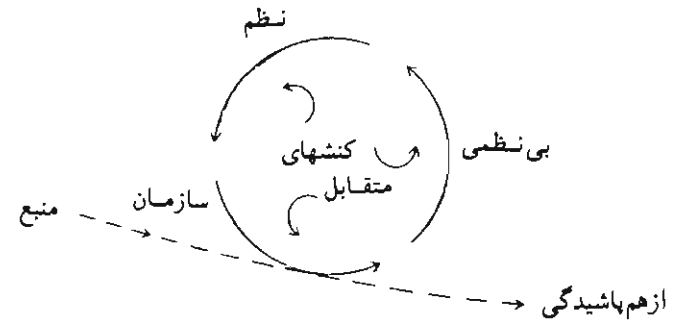 نظم
بی‌نظمی
کنشهای
متقابل
سازمان
منبع
ازهم‌پاشیدگی